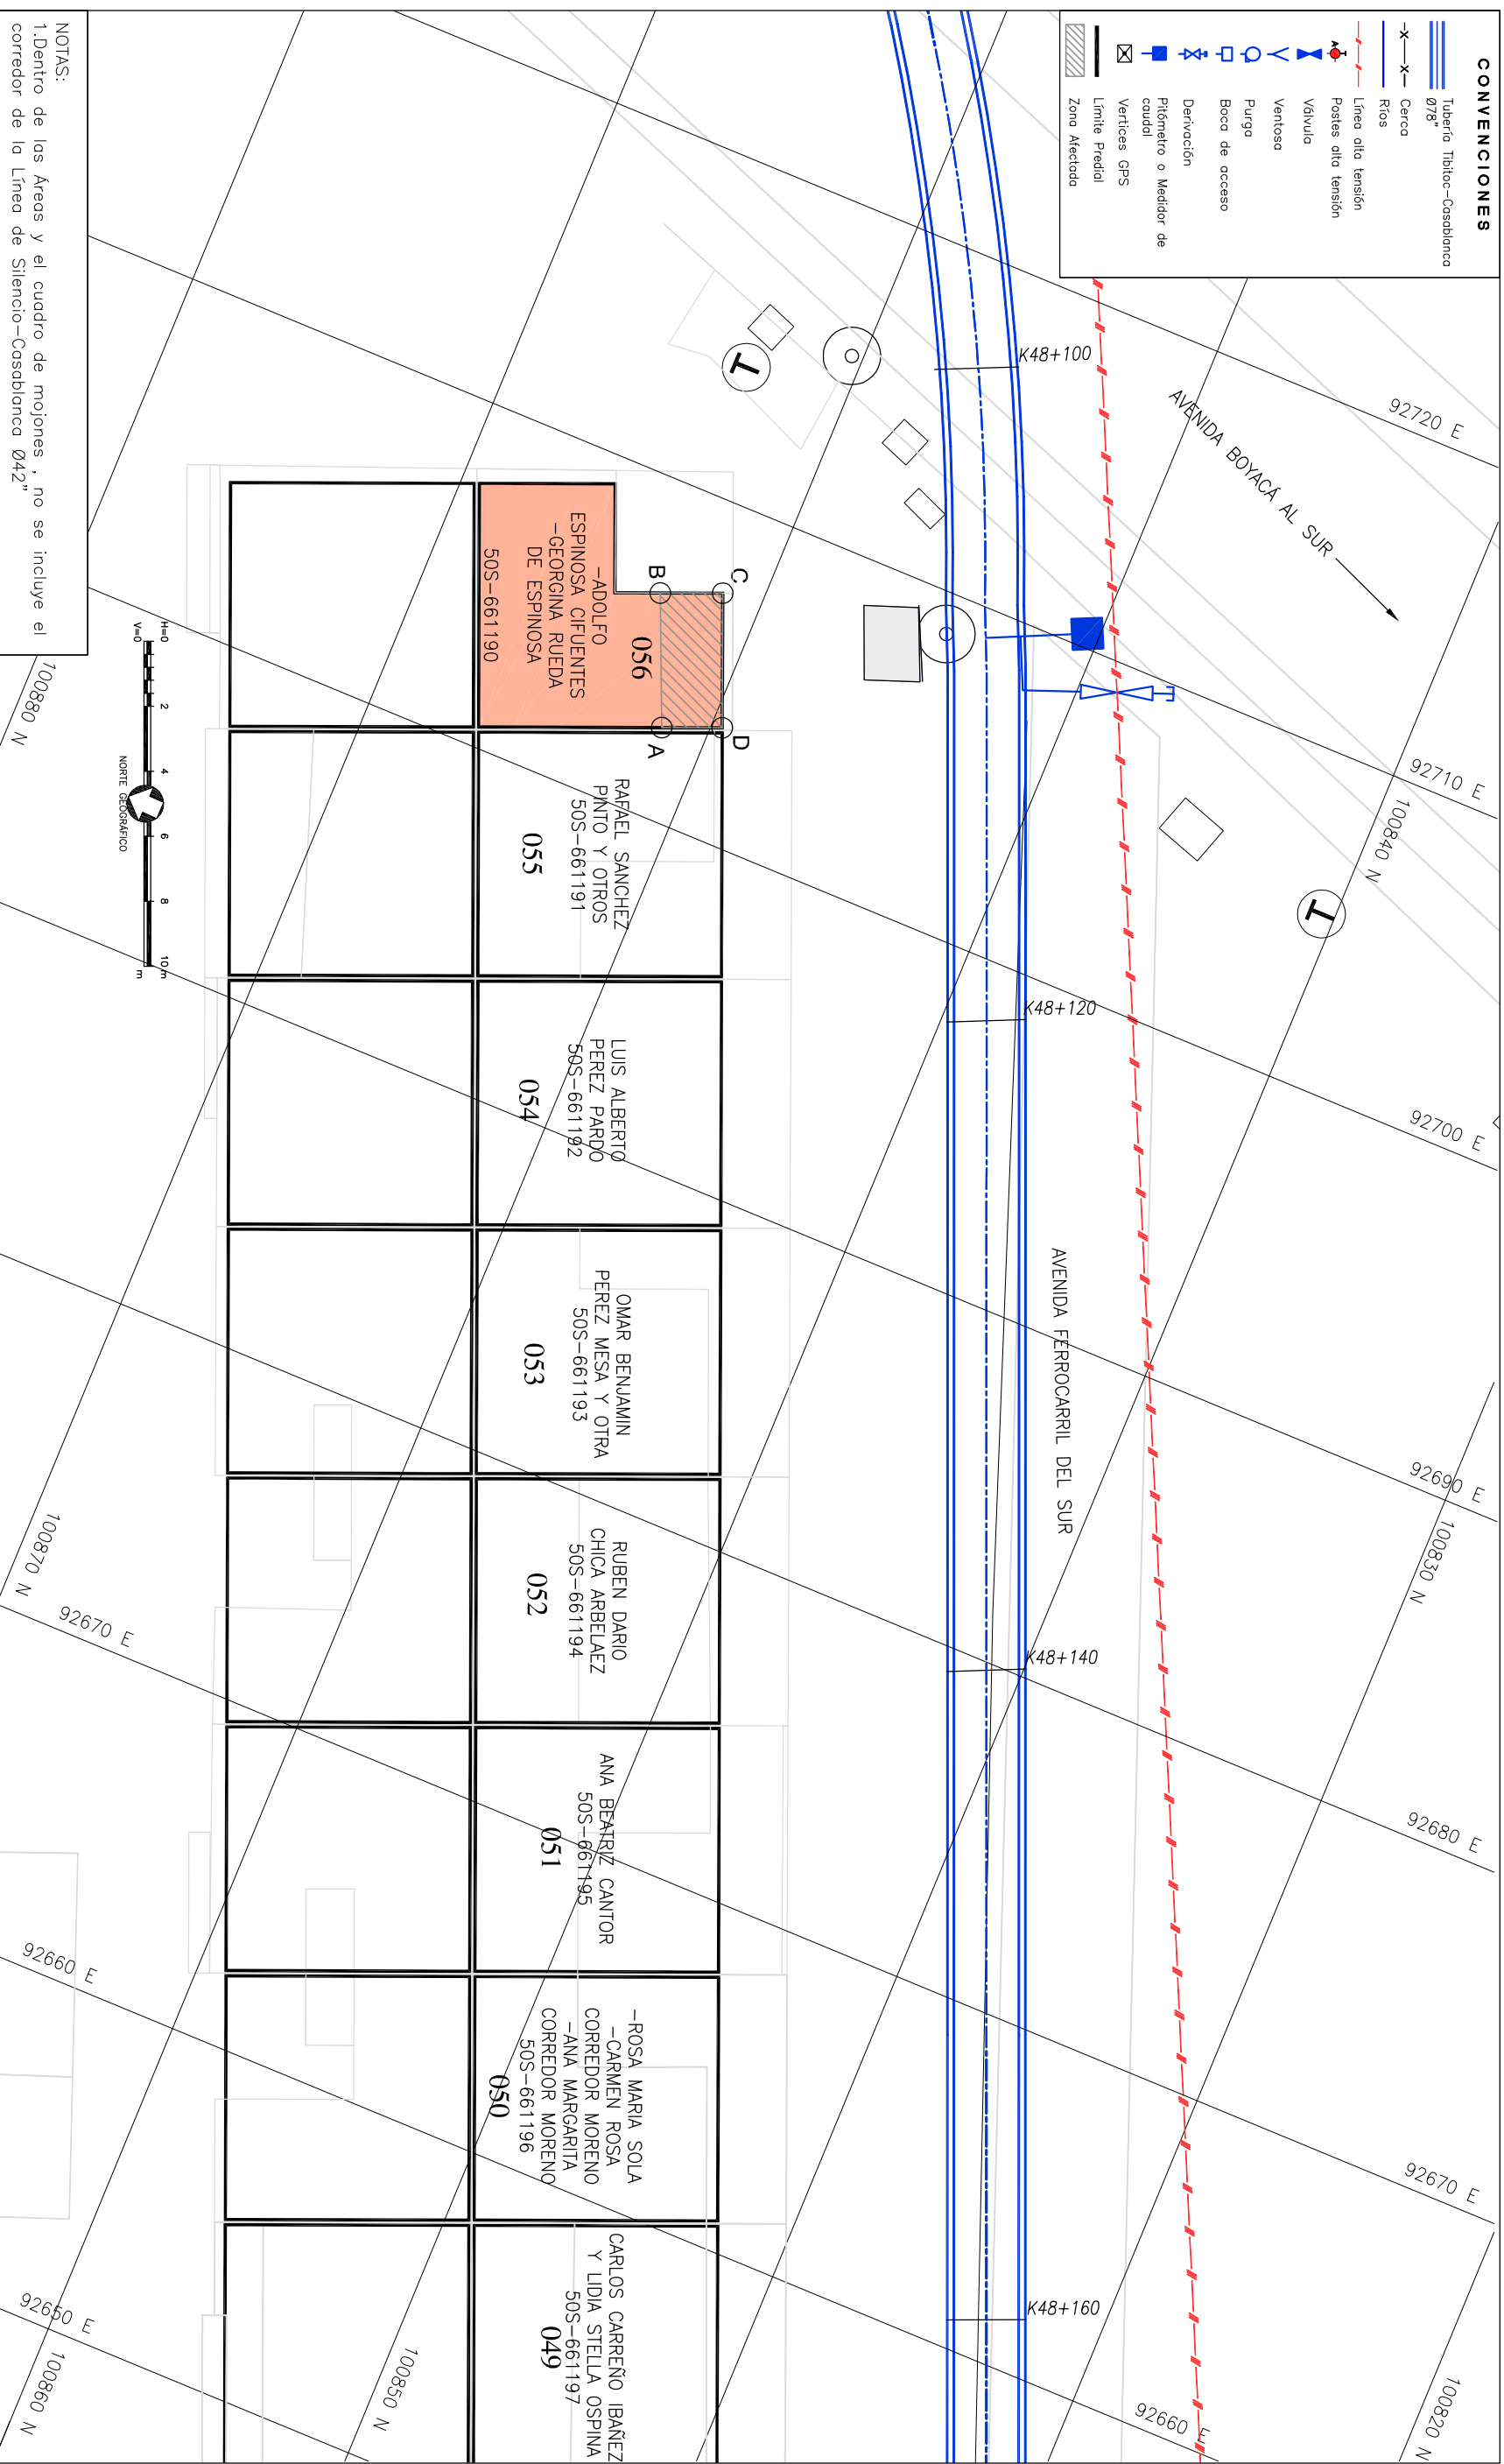 CONVENCIONES
Tubería Tibitoc-Casablanca
Ø78"
Cerca
Ríos
Línea alta tensión
Postes alta tensión
Válvula
Ventosa
Purga
Boca de acceso
Derivación
Pitómetro o Medidor de
caudal
Vertices GPS
Límite Predial
Zona Afectada
92720 E
AVENIDA BOYACÁ AL SUR
K48+100
92710 E
100840 N
T
T
K48+120
92700 E
AVENIDA FERROCARRIL DEL SUR
92690 E
100830 N
K48+140
92680 E
92670 E
K48+160
92660 E
100820 N
C
B
D
A
056
-ADOLFO
ESPINOSA CIFUENTES
-GEORGINA RUEDA
DE ESPINOSA
50S-661190
RAFAEL SANCHEZ
PINTO Y OTROS
50S-661191
055
LUIS ALBERTO
PEREZ PARDO
50S-661192
054
OMAR BENJAMIN
PEREZ MESA Y OTRA
50S-661193
053
RUBEN DARIO
CHICA ARBELAEZ
50S-661194
052
ANA BEATRIZ CANTOR
50S-661195
051
-ROSA MARIA SOLA
-CARMEN ROSA
CORREDOR MORENO
-ANA MARGARITA
CORREDOR MORENO
50S-661196
050
CARLOS CARREÑO IBAÑEZ
Y LIDIA STELLA OSPINA
50S-661197
049
100850 N
H=0 2 4 6 8 10 m
V=0 m
NORTE GEOGRÁFICO
100880 N
100870 N
92670 E
92660 E
92650 E
100860 N
NOTAS:
1.Dentro de las Áreas y el cuadro de mojones , no se incluye el
corredor de la Línea de Silencio-Casablanca Ø42"